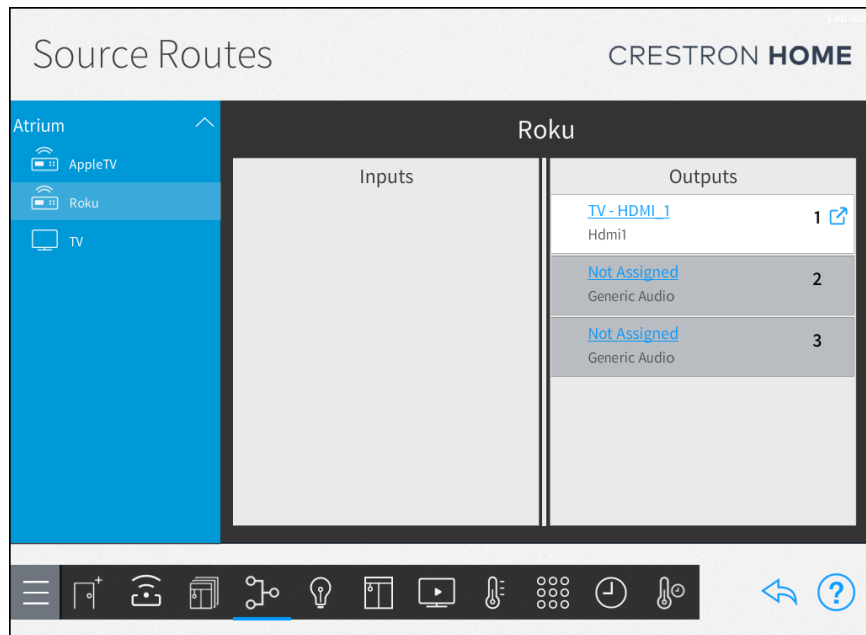 Source Routes
CRESTRON HOME
Atrium
AppleTV
Roku
TV
Roku
Inputs
Outputs
TV - HDMI_1
1
Hdmi1
Not Assigned
2
Generic Audio
Not Assigned
3
Generic Audio
?